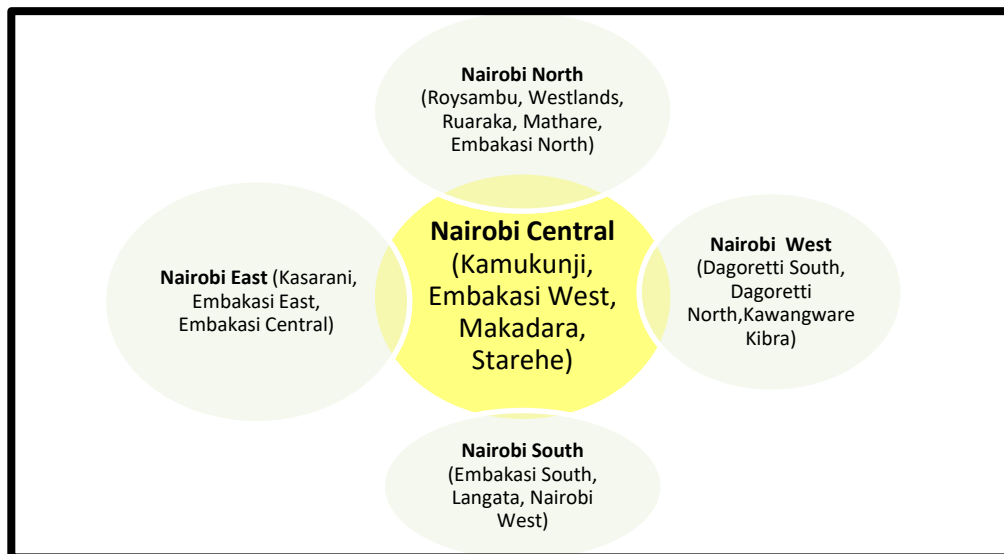 Nairobi North
(Roysambu, Westlands,
Ruaraka, Mathare,
Embakasi North)
Nairobi East (Kasarani,
Embakasi East,
Embakasi Central)
Nairobi Central
(Kamukunji,
Embakasi West,
Makadara,
Starehe)
Nairobi  West
(Dagoretti South,
Dagoretti
North,Kawangware
Kibra)
Nairobi South
(Embakasi South,
Langata, Nairobi
West)